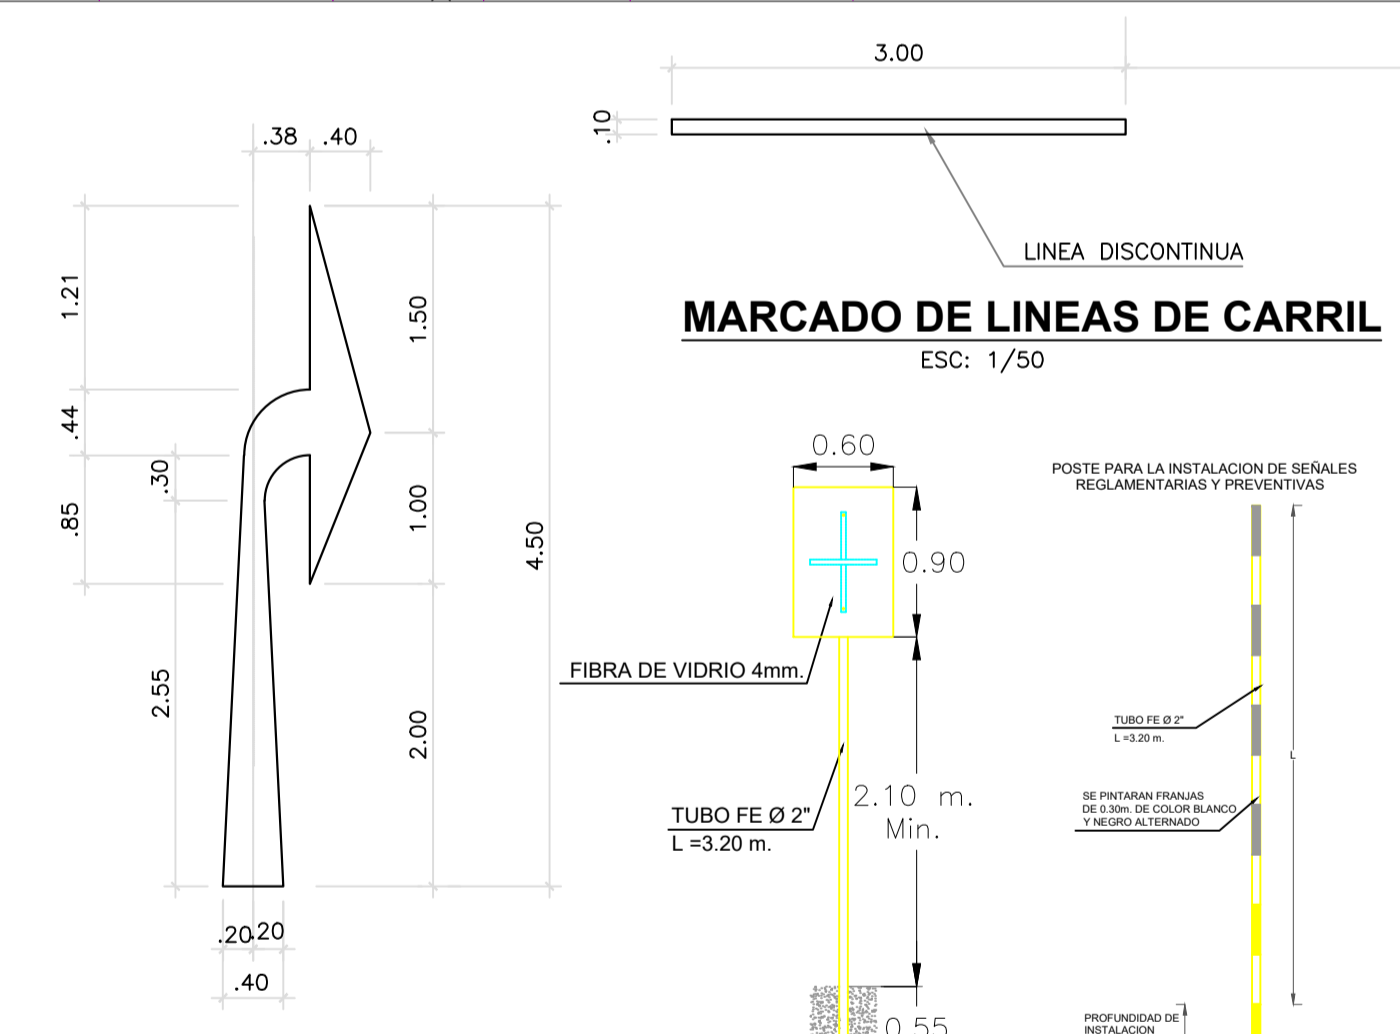 .38
.40
1.21
.44
.85
.30
2.55
1.50
1.00
2.00
4.50
.20
.20
.40
3.00
.10
LINEA DISCONTINUA
MARCADO DE LINEAS DE CARRIL
ESC: 1/50
0.60
0.90
FIBRA DE VIDRIO 4mm.
TUBO FE Ø 2"
L =3.20 m.
2.10 m.
Min.
0.55
POSTE PARA LA INSTALACION DE SEÑALES
REGLAMENTARIAS Y PREVENTIVAS
TUBO FE Ø 2"
L =3.20 m.
L
SE PINTARAN FRANJAS
DE 0.30m. DE COLOR BLANCO
Y NEGRO ALTERNADO
PROFUNDIDAD DE
INSTALACION